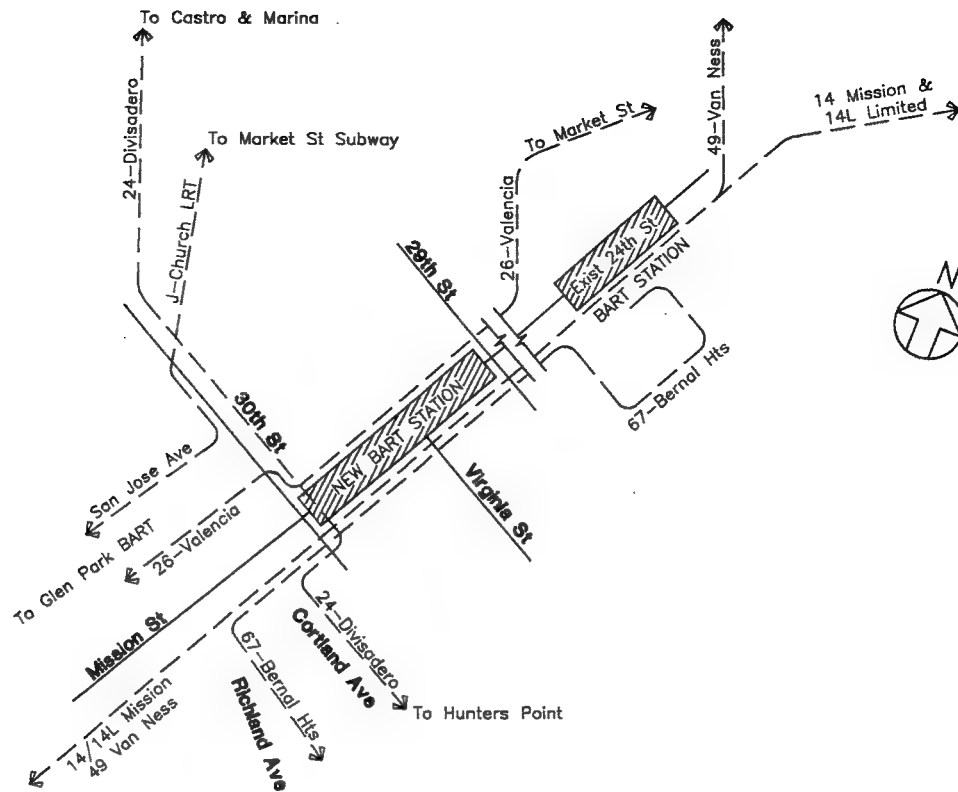 To Castro & Marina
24-Divisadero
To Market St Subway
J-Church LRT
To Market St
26-Valencia
49-Van Ness
14 Mission &
14L Limited
29th St
Exist 24th St
BART STATION
N
67-Bernal Hts
30th St
NEW BART STATION
Virginia St
San Jose Ave
To Glen Park BART
26-Valencia
Mission St
14/14L Mission
49 Van Ness
24-Divisadero
Cortland Ave
To Hunters Point
67-Bernal Hts
Richland Ave